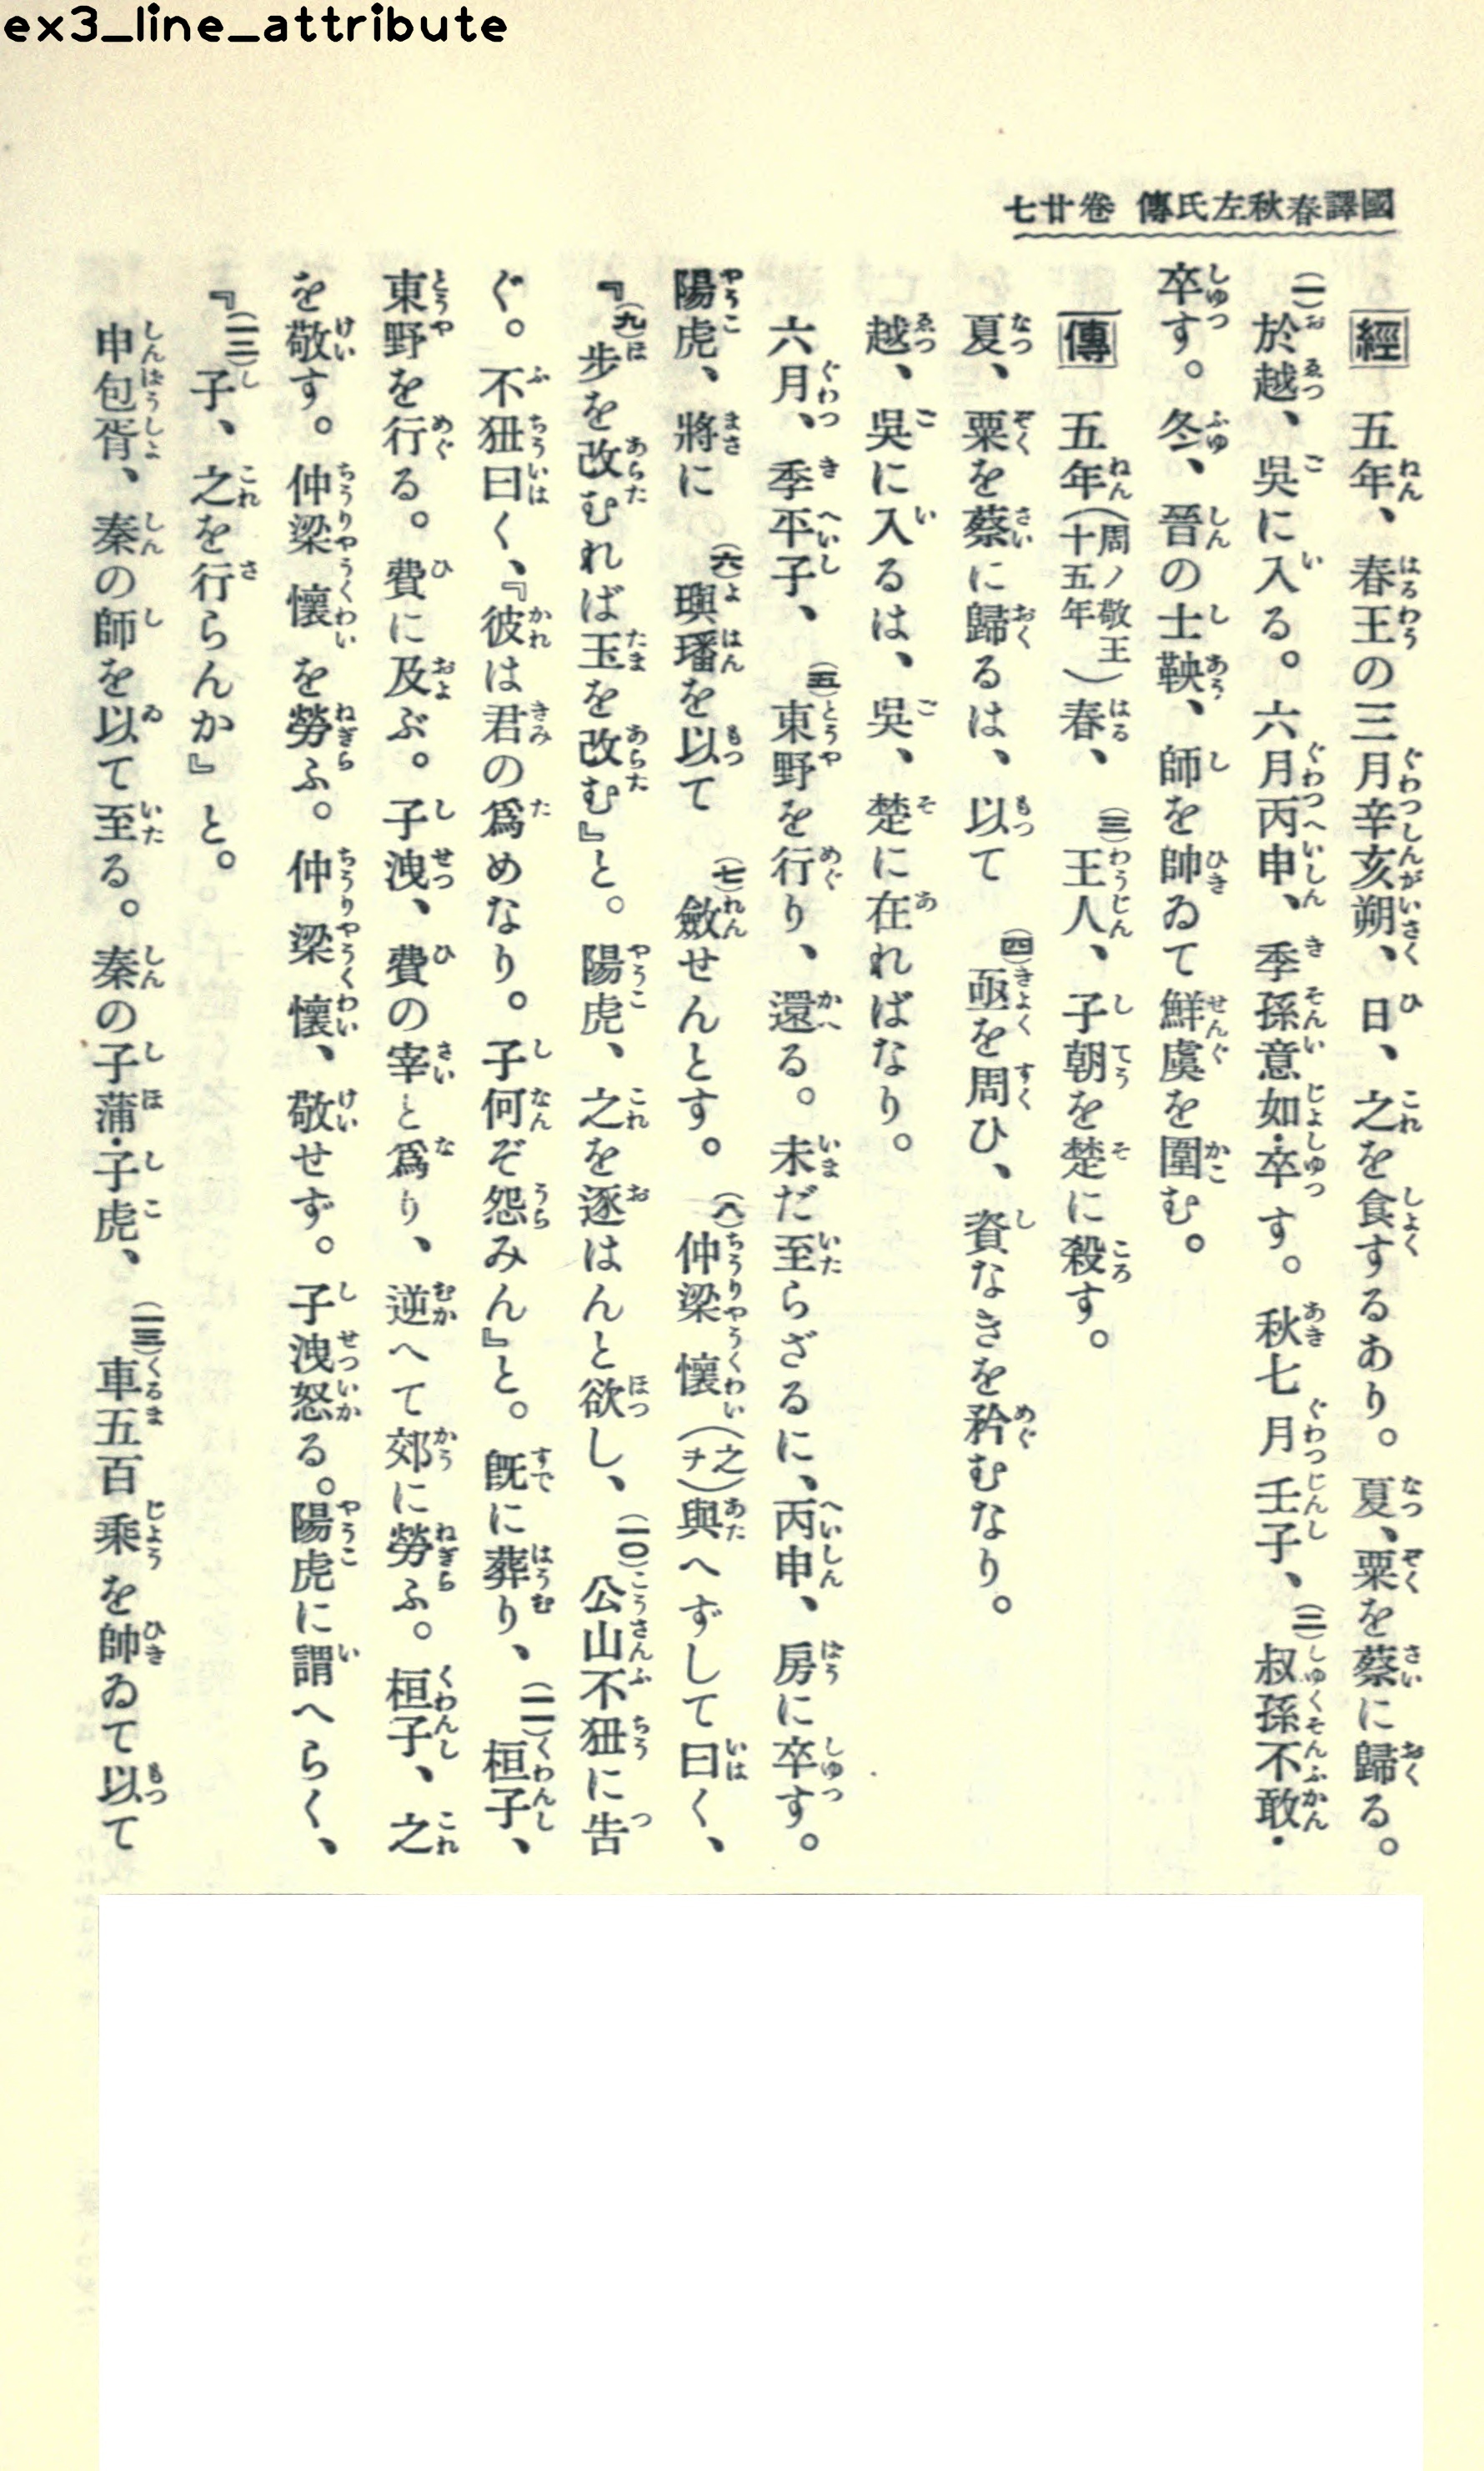 ex3_line_attribute
國譯春秋左氏傳 卷廿七
經 五年、春王の三月辛亥朔、日、之を食するあり。夏、粟を蔡に歸る。
(一)於越、吳に入る。六月丙申、季孫意如・卒す。秋七月壬子、(二)叔孫不敢・
卒す。冬、晉の士鞅、師を帥ゐて鮮虞を圍む。
傳 五年(周ノ敬王十五年)春、(三)王人、子朝を楚に殺す。
夏、粟を蔡に歸るは、以て(四)亟を周ひ、資なきを矜むなり。
越、吳に入るは、吳、楚に在ればなり。
六月、季平子、(五)東野を行り、還る。未だ至らざるに、丙申、房に卒す。
陽虎、將に(六)璵璠を以て(七)斂せんとす。(八)仲梁懷(之ヲ)與へずして曰く、
『(九)步を改むれば玉を改む』と。陽虎、之を逐はんと欲し、(一〇)公山不狃に告
ぐ。不狃曰く、『彼は君の爲めなり。子何ぞ怨みん』と。既に葬り、(一一)桓子、
東野を行る。費に及ぶ。子洩、費の宰と爲り、逆へて郊に勞ふ。桓子、之
を敬す。仲梁懷を勞ふ。仲梁懷、敬せず。子洩怒る。陽虎に謂へらく、
『(一二)子、之を行らんか』と。
申包胥、秦の師を以て至る。秦の子蒲・子虎、(一三)車五百乘を帥ゐて以て